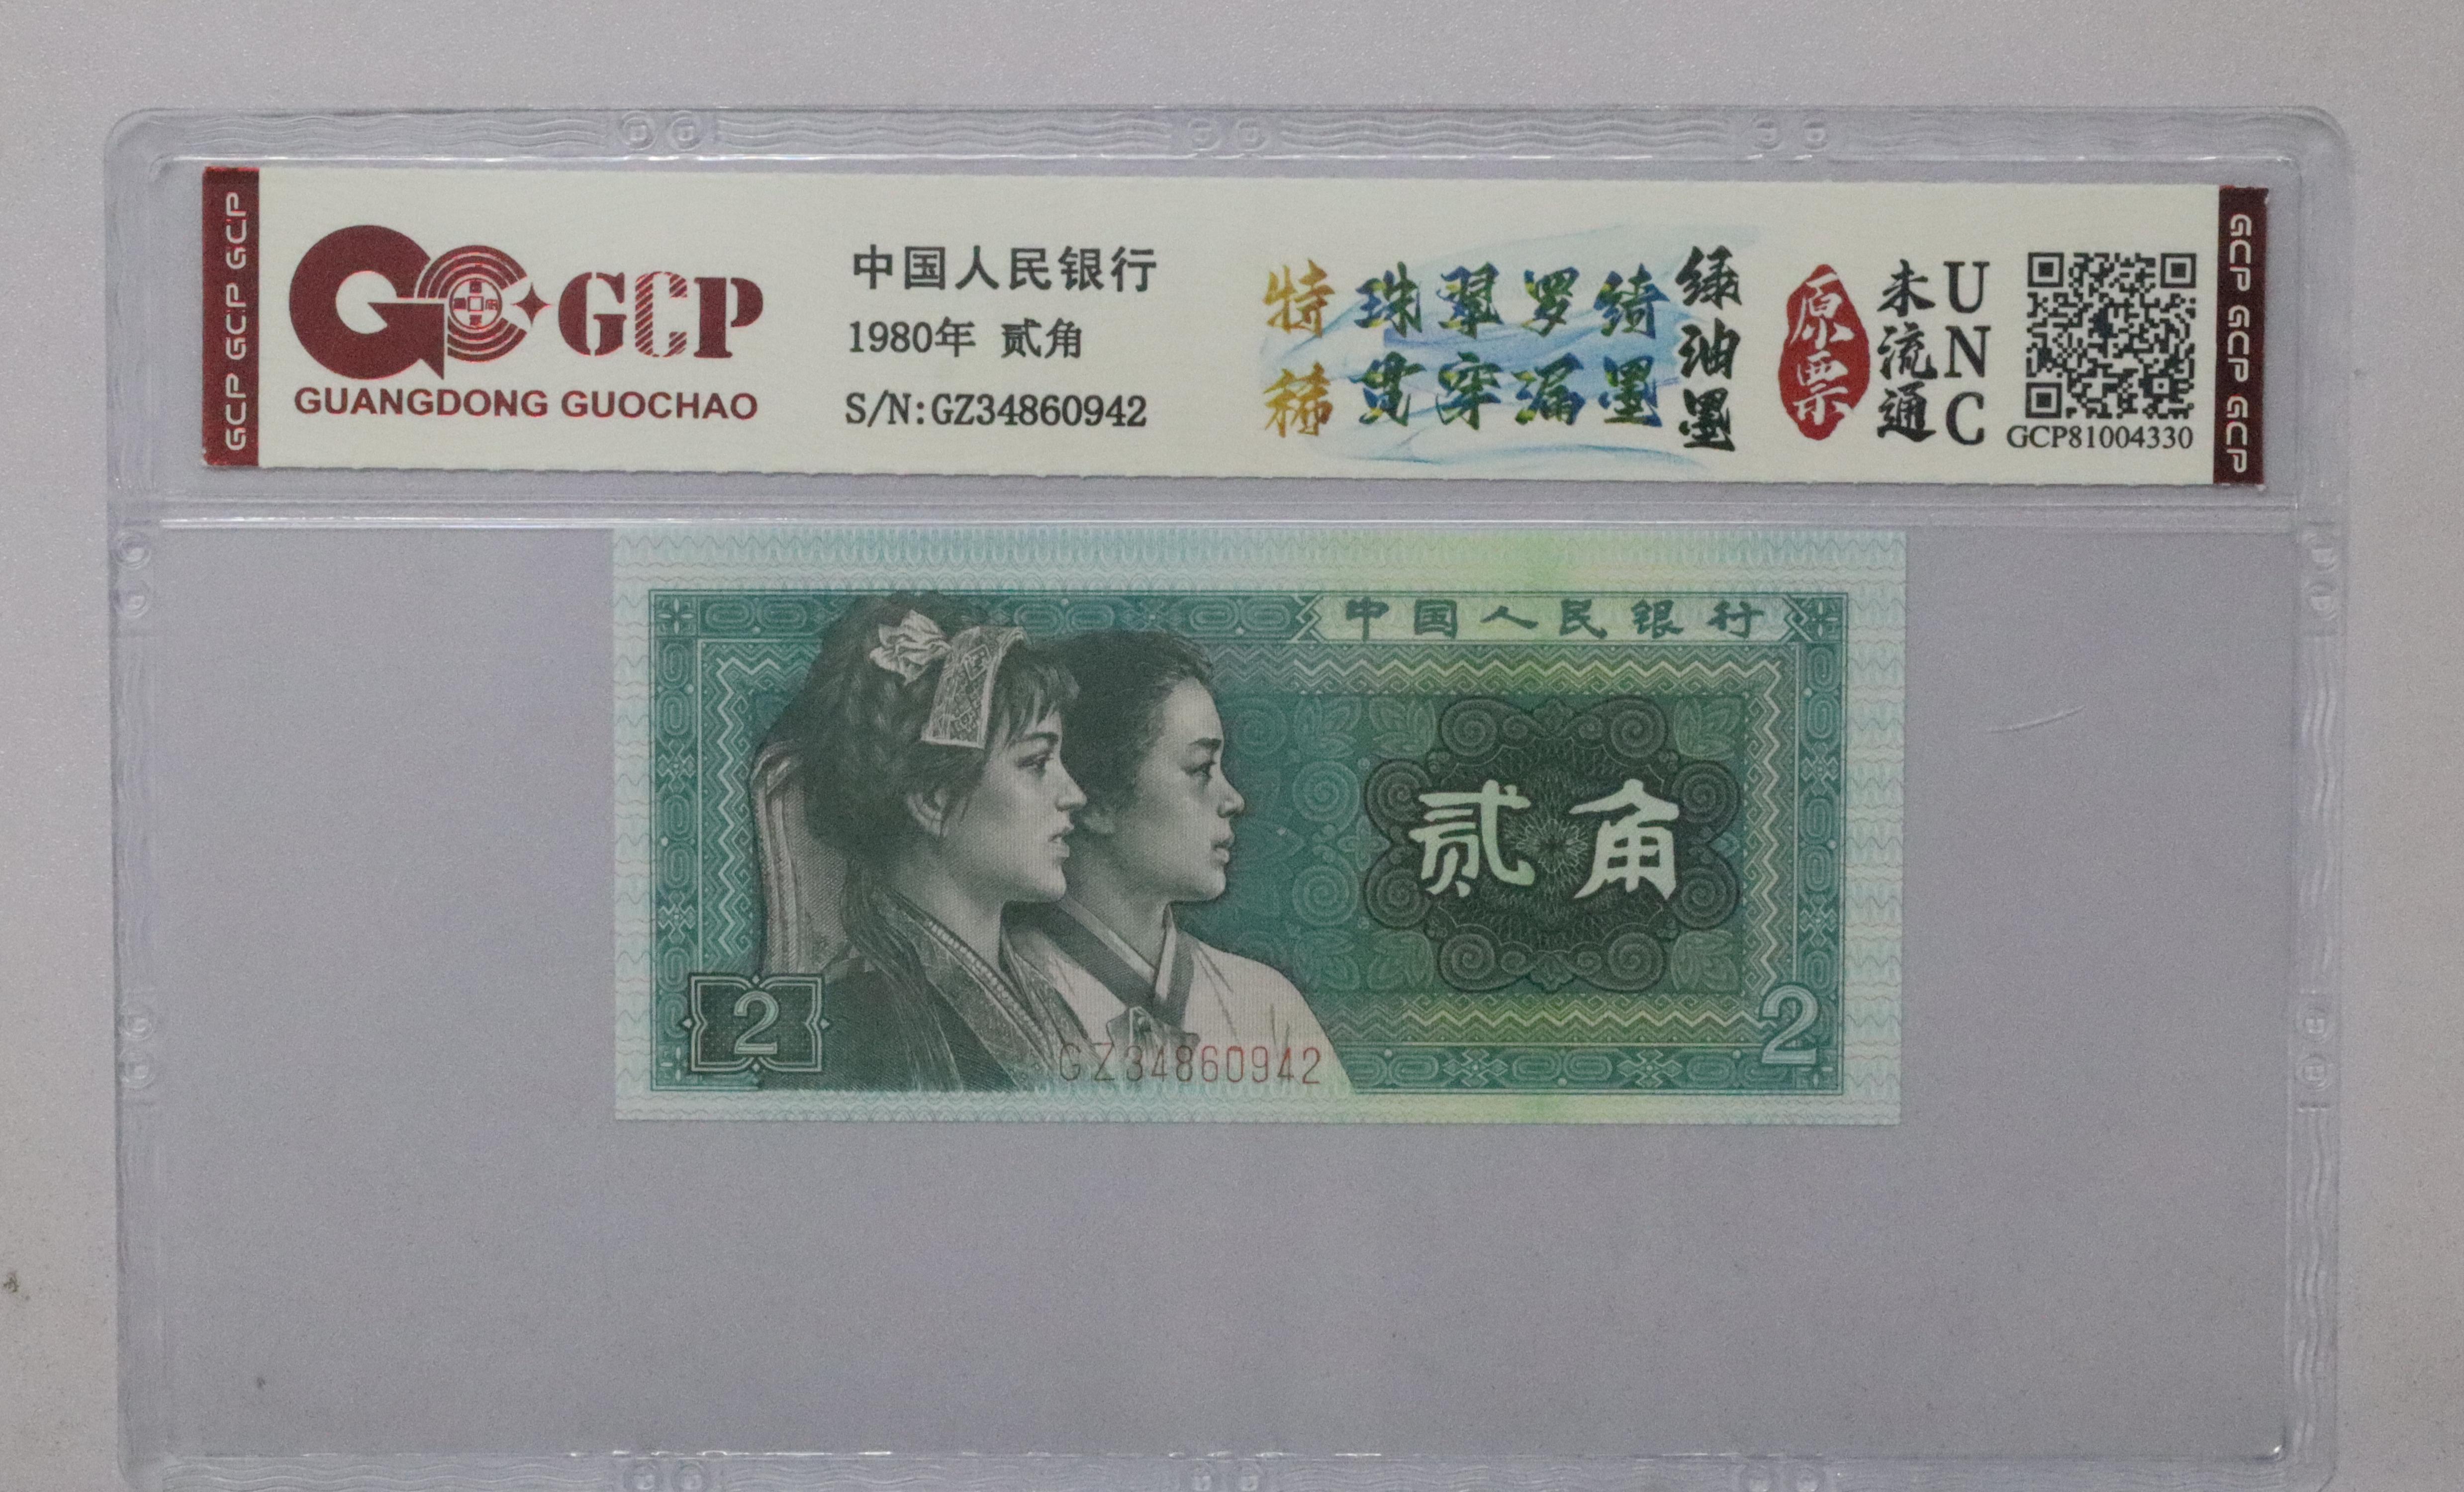 GCP GCP GCP
GCP
GUANGDONG GUOCHAO
中国人民银行
1980年 贰角
S/N:GZ34860942
特稀
珠翠罗绮
贯穿漏墨
绿油墨
原票
未流通
UNC
GCP81004330
GCP GCP GCP
中国人民银行
贰角
2
GZ34860942
2